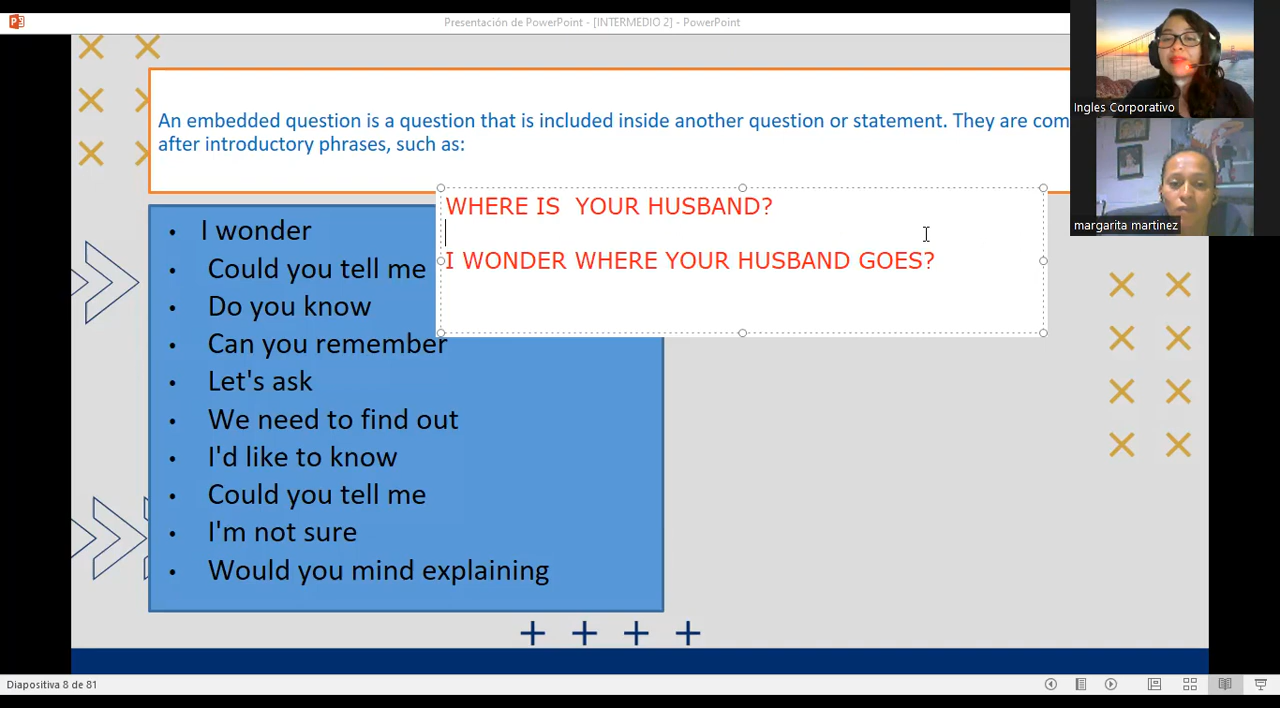 Presentación de PowerPoint - [INTERMEDIO 2] - PowerPoint
An embedded question is a question that is included inside another question or statement. They are com
after introductory phrases, such as:
WHERE IS  YOUR HUSBAND?
I WONDER WHERE YOUR HUSBAND GOES?
• I wonder
• Could you tell me
• Do you know
• Can you remember
• Let's ask
• We need to find out
• I'd like to know
• Could you tell me
• I'm not sure
• Would you mind explaining
Ingles Corporativo
margarita martinez
Diapositiva 8 de 81